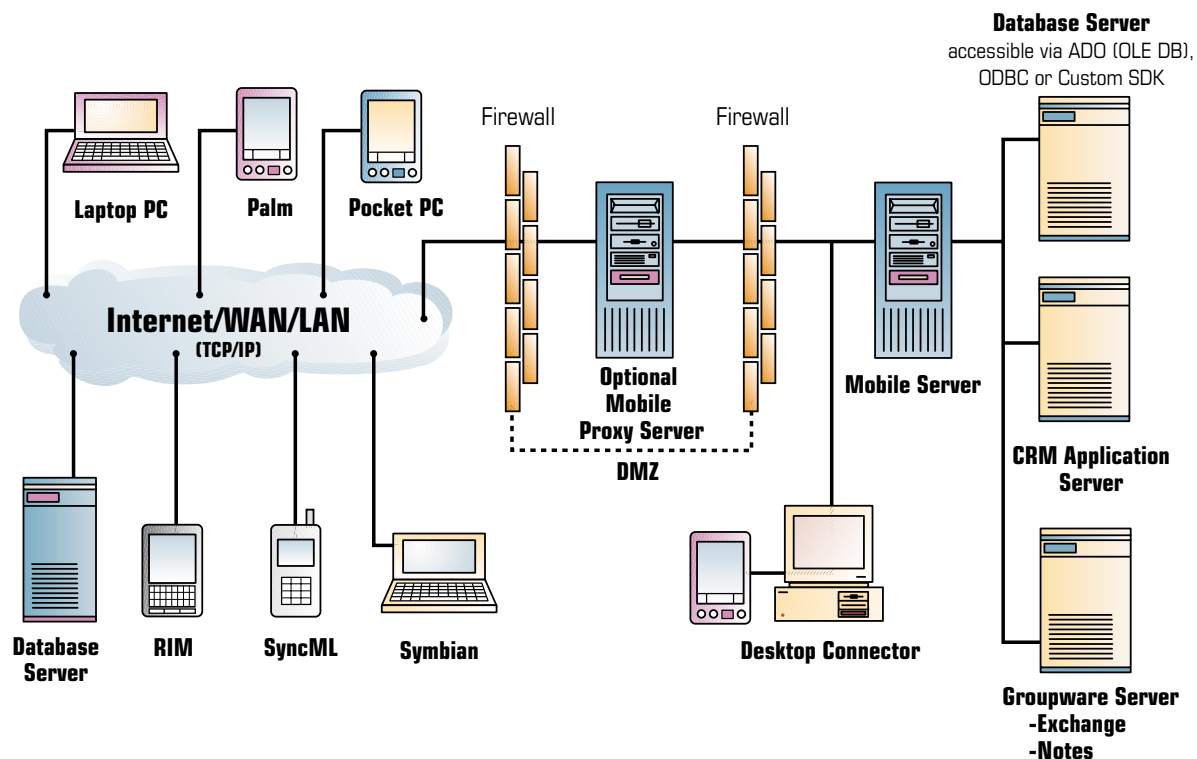 Database Server
accessible via ADO (OLE DB),
ODBC or Custom SDK
Firewall
Firewall
Laptop PC
Palm
Pocket PC
Internet/WAN/LAN
(TCP/IP)
Optional
Mobile
Proxy Server
Mobile Server
DMZ
CRM Application
Server
Database
Server
RIM
SyncML
Symbian
Desktop Connector
Groupware Server
-Exchange
-Notes